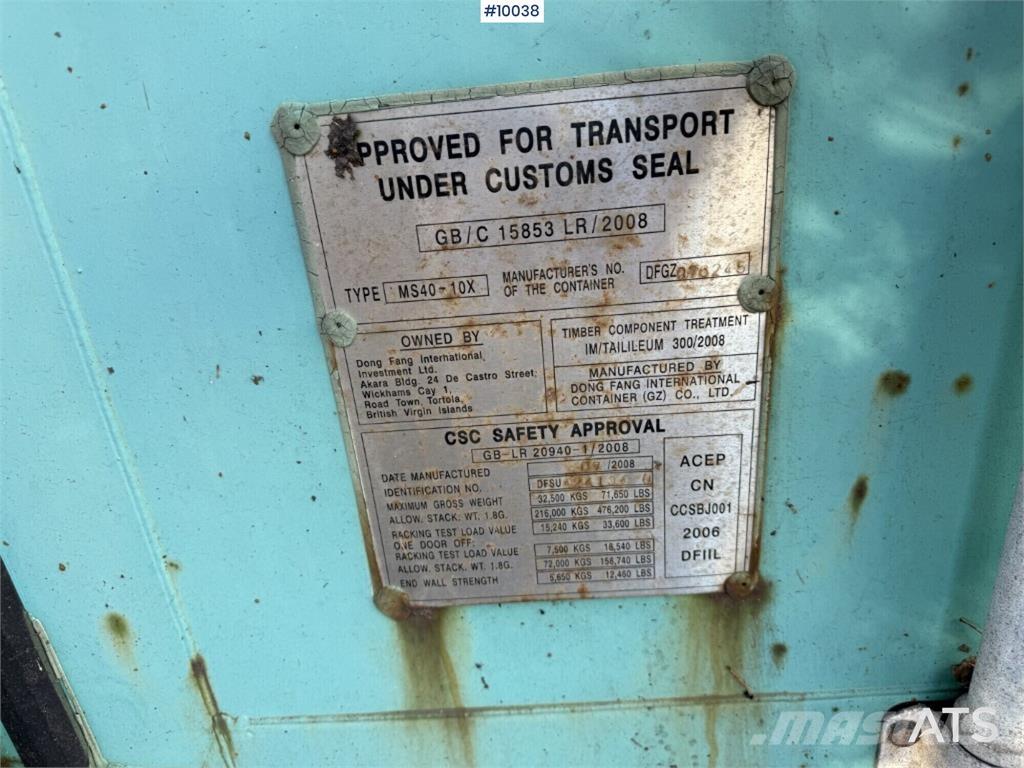 #10038
APPROVED FOR TRANSPORT
UNDER CUSTOMS SEAL
GB/C 15853 LR/2008
TYPE MS40-10X MANUFACTURER'S NO. OF THE CONTAINER DFGZ
OWNED BY
Dong Fang International
Investment Ltd.
Akara Bldg. 24 De Castro Street,
Wickhams Cay 1,
Road Town, Tortola,
British Virgin Islands
TIMBER COMPONENT TREATMENT
IM/TAILILEUM 300/2008
MANUFACTURED BY
DONG FANG INTERNATIONAL
CONTAINER (GZ) CO., LTD.
CSC SAFETY APPROVAL
GB-LR 20940-1/2008
DATE MANUFACTURED /2008
IDENTIFICATION NO. DFSU
MAXIMUM GROSS WEIGHT 32,500 KGS 71,650 LBS
ALLOW. STACK. WT. 1.8G. 216,000 KGS 476,200 LBS
RACKING TEST LOAD VALUE 15,240 KGS 33,600 LBS
ONE DOOR OFF:
RACKING TEST LOAD VALUE 7,500 KGS LBS
ALLOW. STACK. WT. 1.8G. 72,000 KGS 158,740 LBS
END WALL STRENGTH 5,650 KGS 12,460 LBS
ACEP
CN
CCSBJ001
2006
DFIIL
MASCUS
ATS